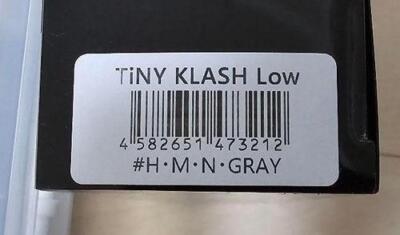 TiNY KLASH Low
4 582651 473212
#H・M・N・GRAY